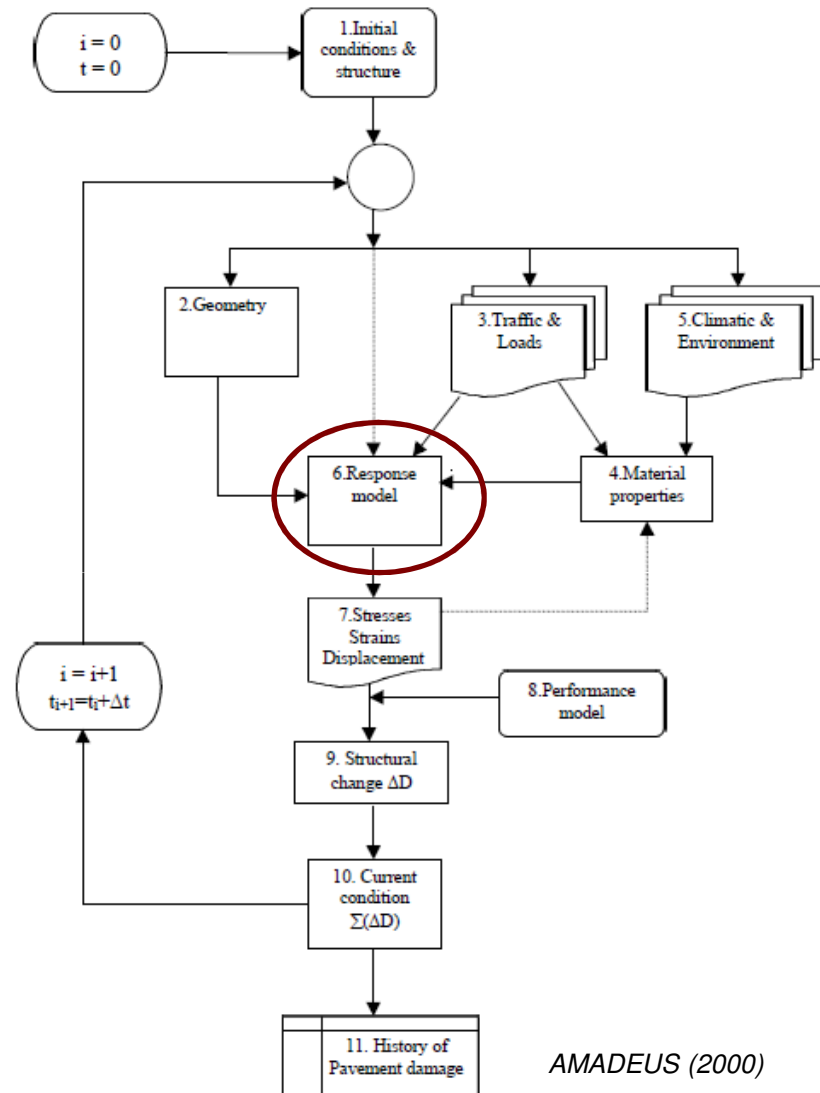 i = 0
t = 0
1.Initial
conditions &
structure
2.Geometry
3.Traffic &
Loads
5.Climatic &
Environment
6.Response
model
4.Material
properties
7.Stresses
Strains
Displacement
i = i+1
tᵢ₊₁=tᵢ+Δt
8.Performance
model
9. Structural
change ΔD
10. Current
condition
Σ(ΔD)
11. History of
Pavement damage
AMADEUS (2000)